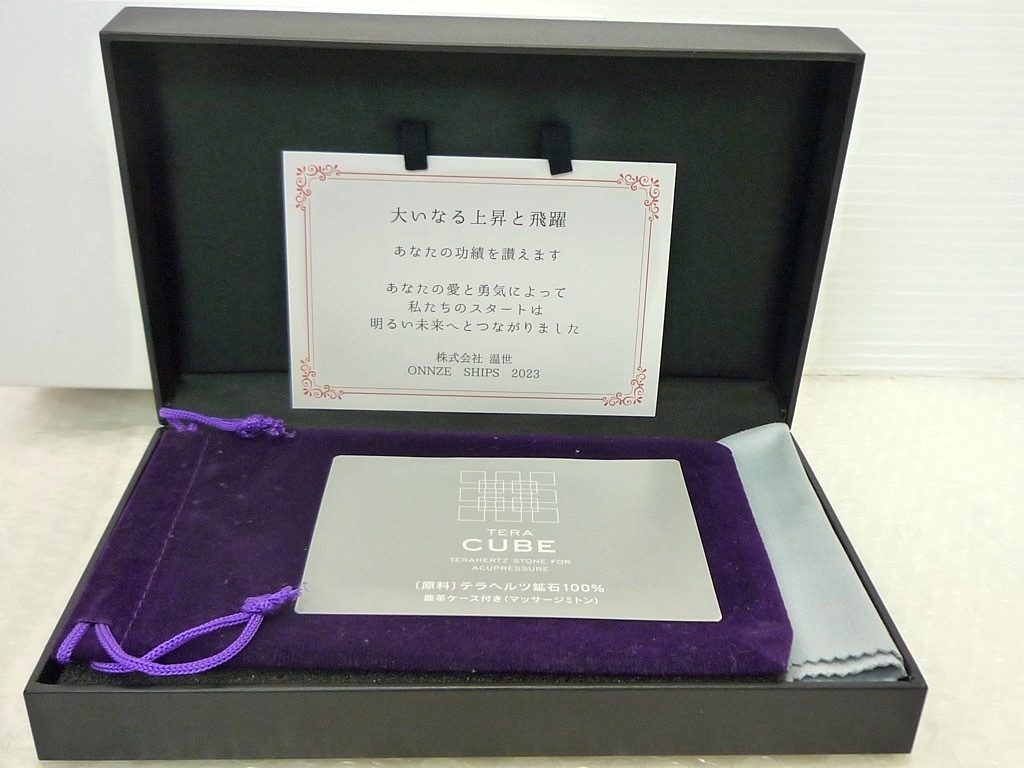 大いなる上昇と飛躍
あなたの功績を讃えます
あなたの愛と勇気によって
私たちのスタートは
明るい未来へとつながりました
株式会社 温世
ONNZE SHIPS 2023
TERA
CUBE
TERAHERTZ STONE FOR
ACUPRESSURE
〔原料〕テラヘルツ鉱石100%
鹿革ケース付き(マッサージミトン)